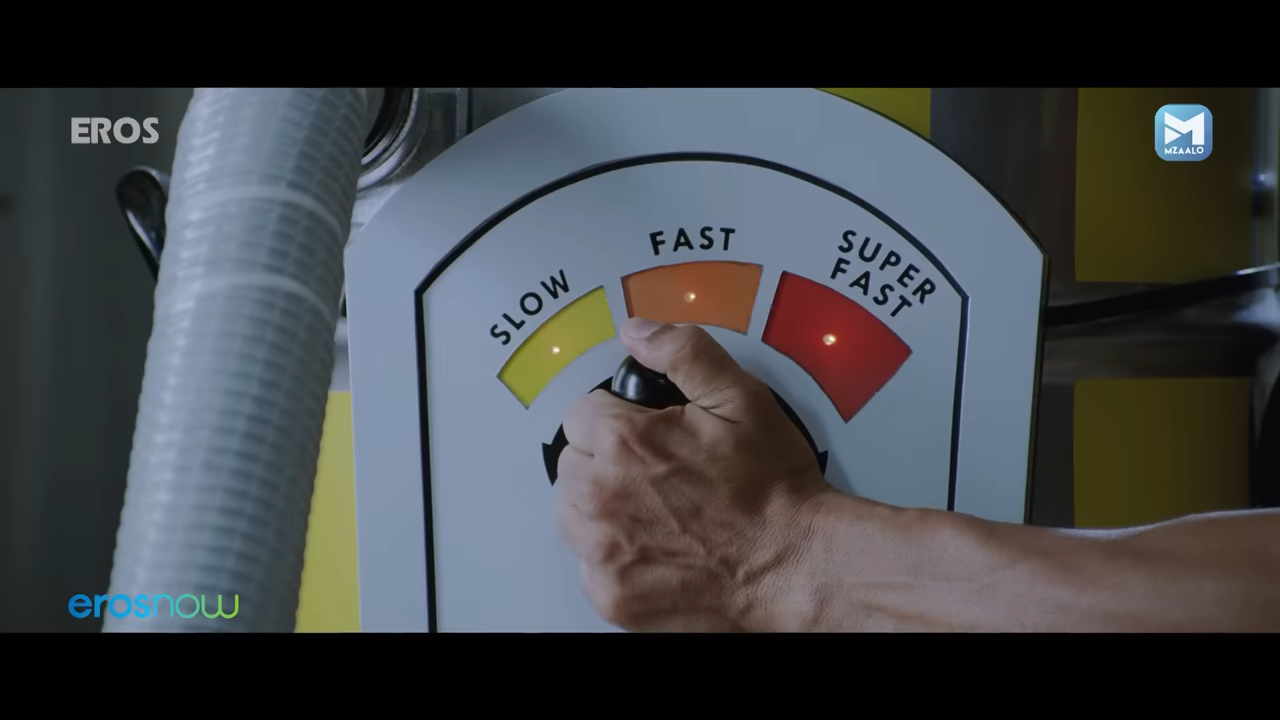 EROS
MZAALO
FAST
SUPER
FAST
SLOW
erosnow